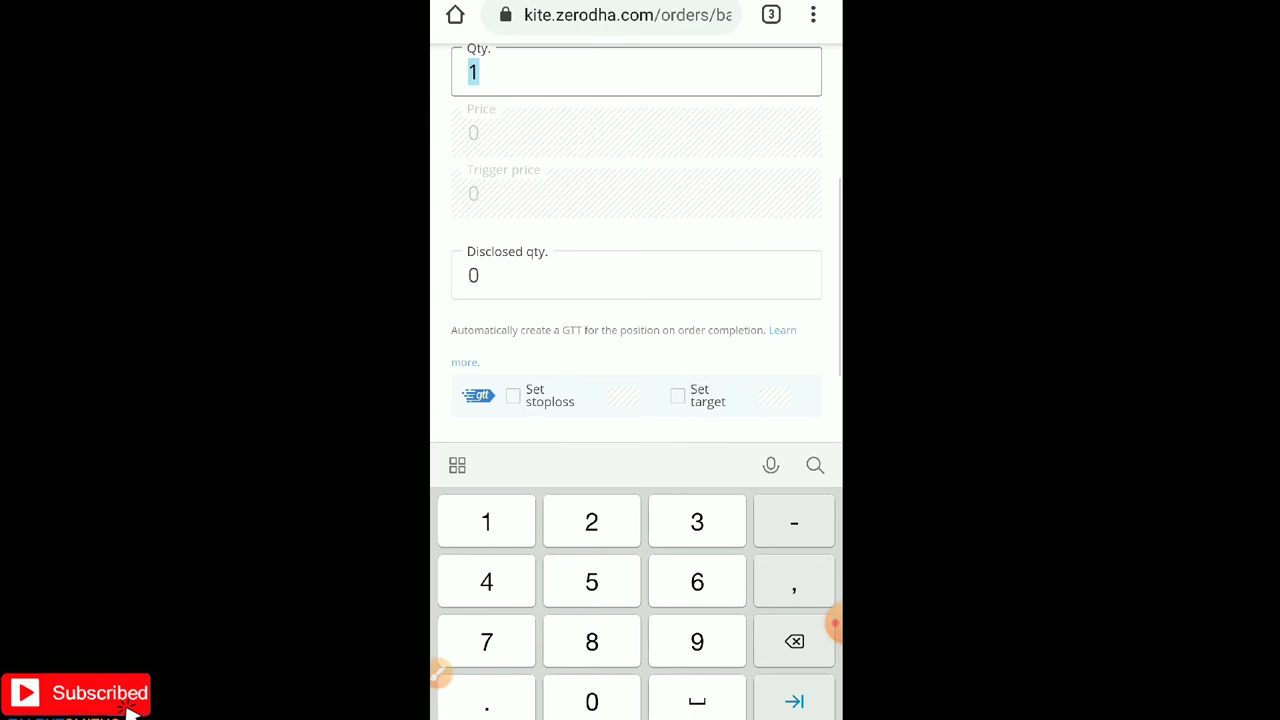 kite.zerodha.com/orders/ba
3
Qty.
1
Price
0
Trigger price
0
Disclosed qty.
0
Automatically create a GTT for the position on order completion. Learn
more.
gtt
Set
stoploss
Set
target
1 2 3 -
4 5 6 ,
7 8 9
. 0
Subscribed